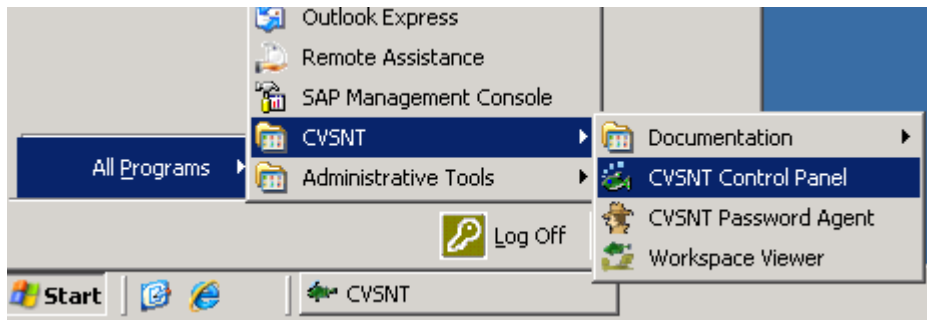 Outlook Express
Remote Assistance
SAP Management Console
CVSNT
Administrative Tools
All Programs
Documentation
CVSNT Control Panel
CVSNT Password Agent
Workspace Viewer
Log Off
Start
CVSNT